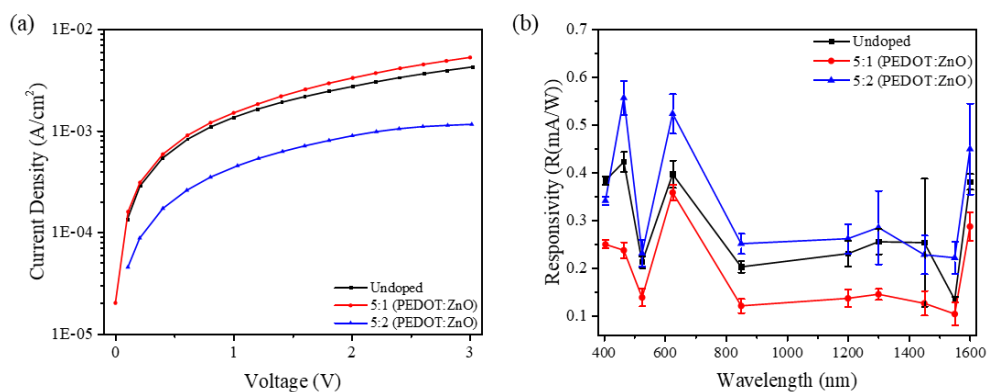 (a)
1E-02
1E-03
1E-04
1E-05
Current Density (A/cm²)
0
1
2
3
Voltage (V)
Undoped
5:1 (PEDOT:ZnO)
5:2 (PEDOT:ZnO)
(b)
0.7
0.6
0.5
0.4
0.3
0.2
0.1
Responsivity (R(mA/W)
400
600
800
1000
1200
1400
1600
Wavelength (nm)
Undoped
5:1 (PEDOT:ZnO)
5:2 (PEDOT:ZnO)